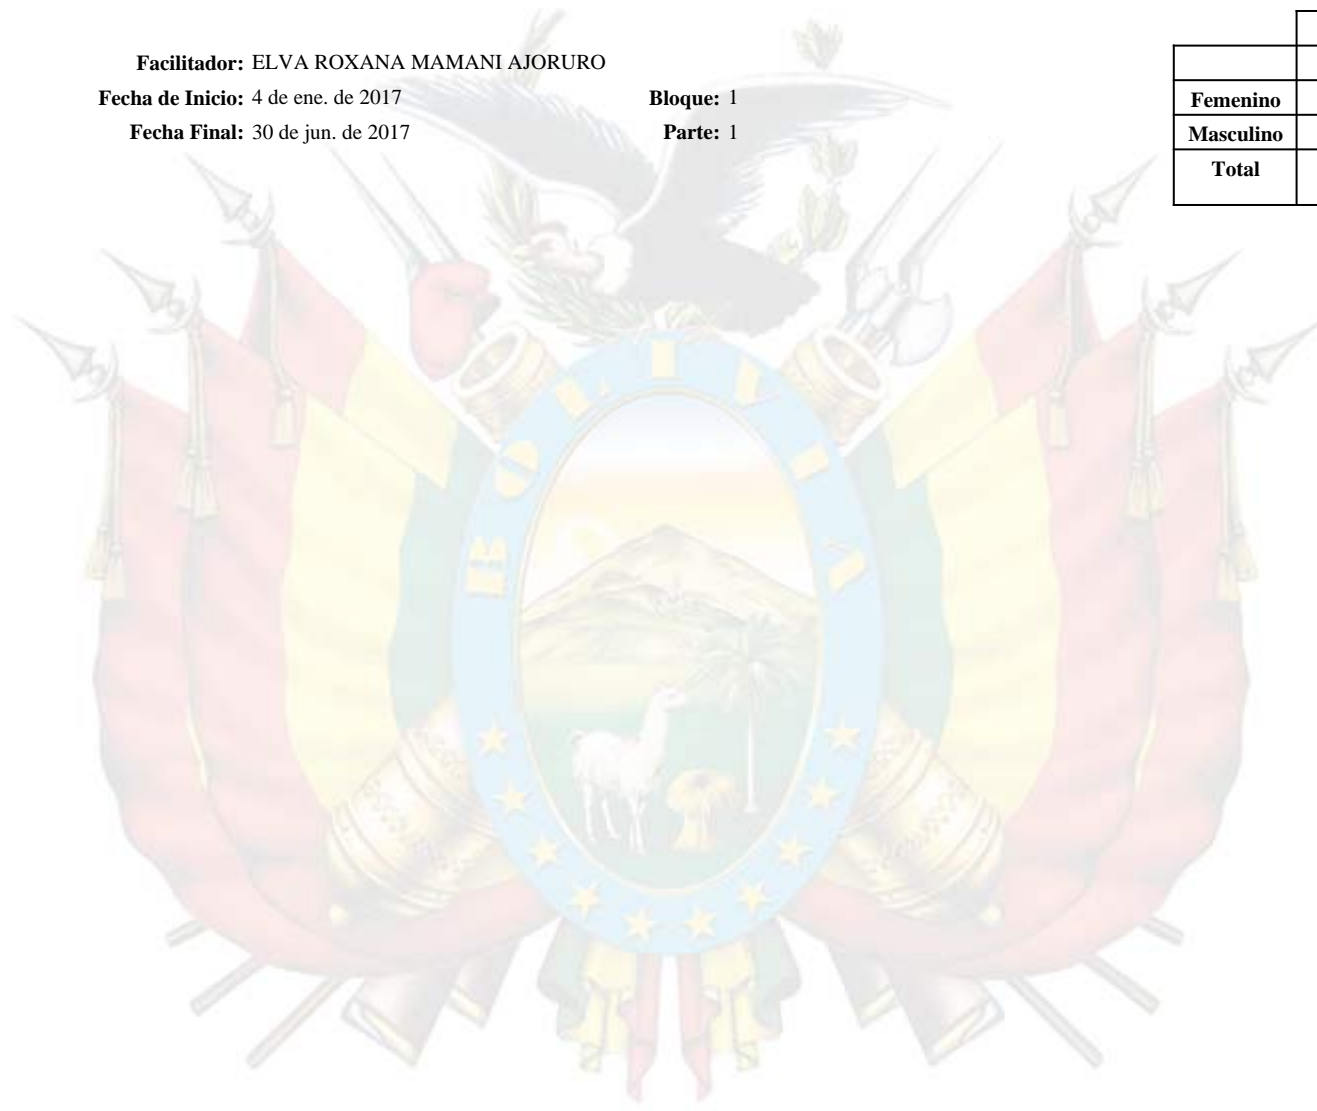 Facilitador: ELVA ROXANA MAMANI AJORURO
Fecha de Inicio: 4 de ene. de 2017 Bloque: 1
Fecha Final: 30 de jun. de 2017 Parte: 1
Femenino
Masculino
Total
BOLIVIA